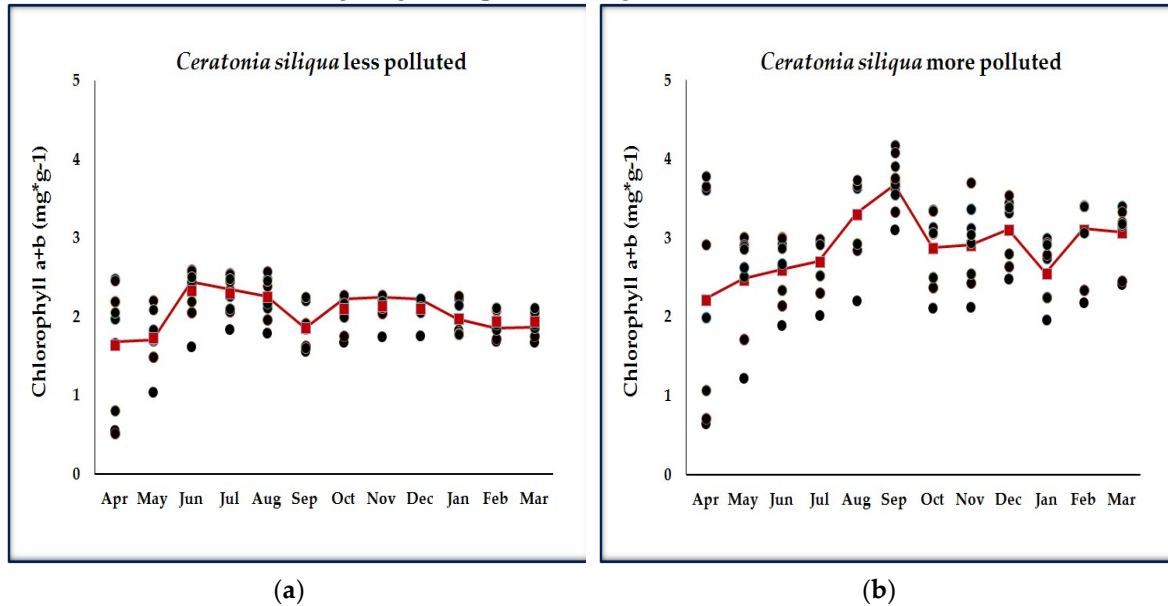 Ceratonia siliqua less polluted
Chlorophyll a+b (mg*g-1)
5
4
3
2
1
0
Apr May Jun Jul Aug Sep Oct Nov Dec Jan Feb Mar
(a)
Ceratonia siliqua more polluted
Chlorophyll a+b (mg*g-1)
5
4
3
2
1
0
Apr May Jun Jul Aug Sep Oct Nov Dec Jan Feb Mar
(b)